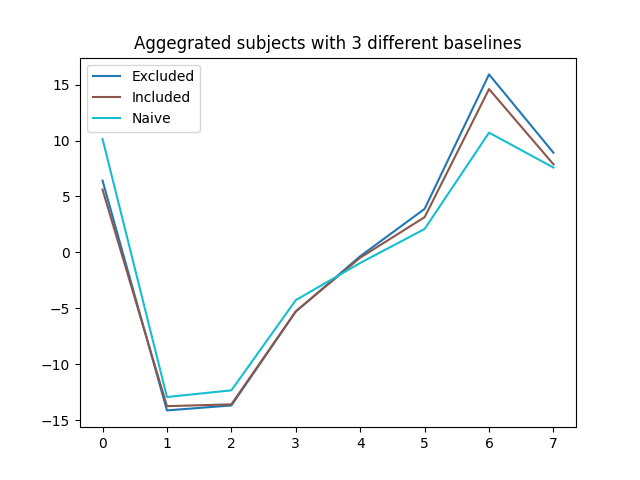 Aggegrated subjects with 3 different baselines
Excluded
Included
Naive
15
10
5
0
−5
−10
−15
0 1 2 3 4 5 6 7